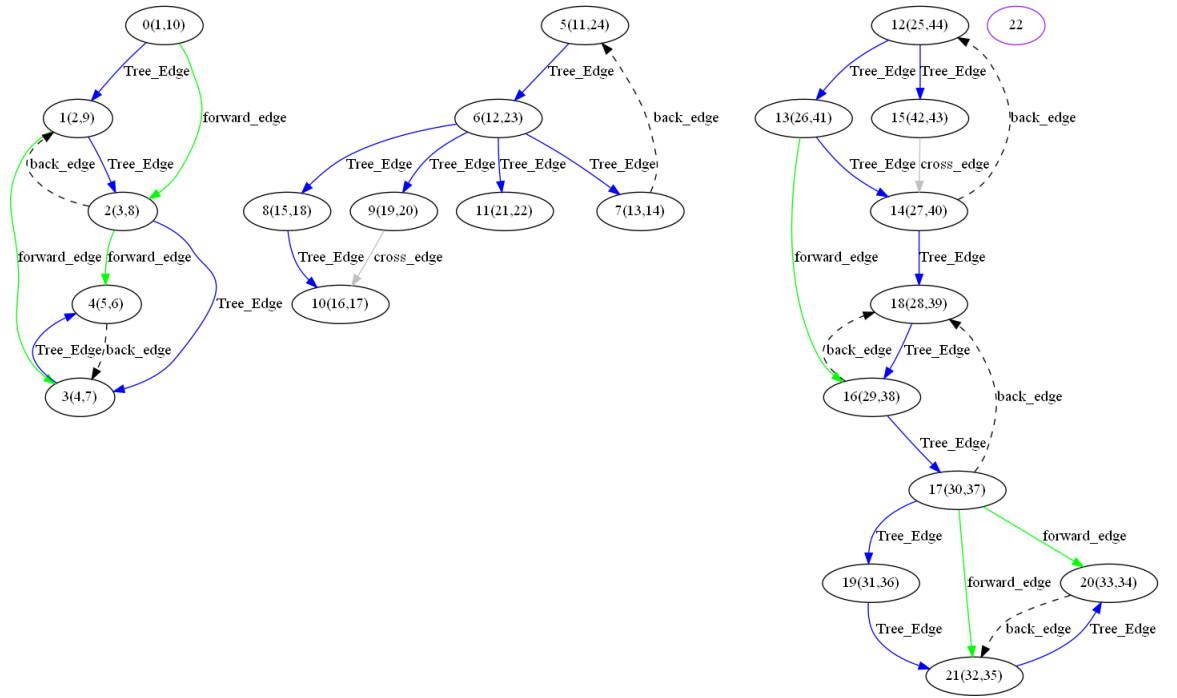 0(1,10)
5(11,24)
12(25,44)
22
Tree_Edge
Tree_Edge
Tree_Edge
Tree_Edge
1(2,9)
forward_edge
6(12,23)
back_edge
13(26,41)
15(42,43)
back_edge
back_edge
Tree_Edge
Tree_Edge
Tree_Edge
Tree_Edge
Tree_Edge
Tree_Edge
cross_edge
2(3,8)
8(15,18)
9(19,20)
11(21,22)
7(13,14)
14(27,40)
forward_edge
forward_edge
Tree_Edge
cross_edge
forward_edge
Tree_Edge
4(5,6)
Tree_Edge
10(16,17)
18(28,39)
Tree_Edge
back_edge
back_edge
Tree_Edge
3(4,7)
16(29,38)
back_edge
Tree_Edge
17(30,37)
Tree_Edge
forward_edge
19(31,36)
forward_edge
20(33,34)
Tree_Edge
back_edge
Tree_Edge
21(32,35)